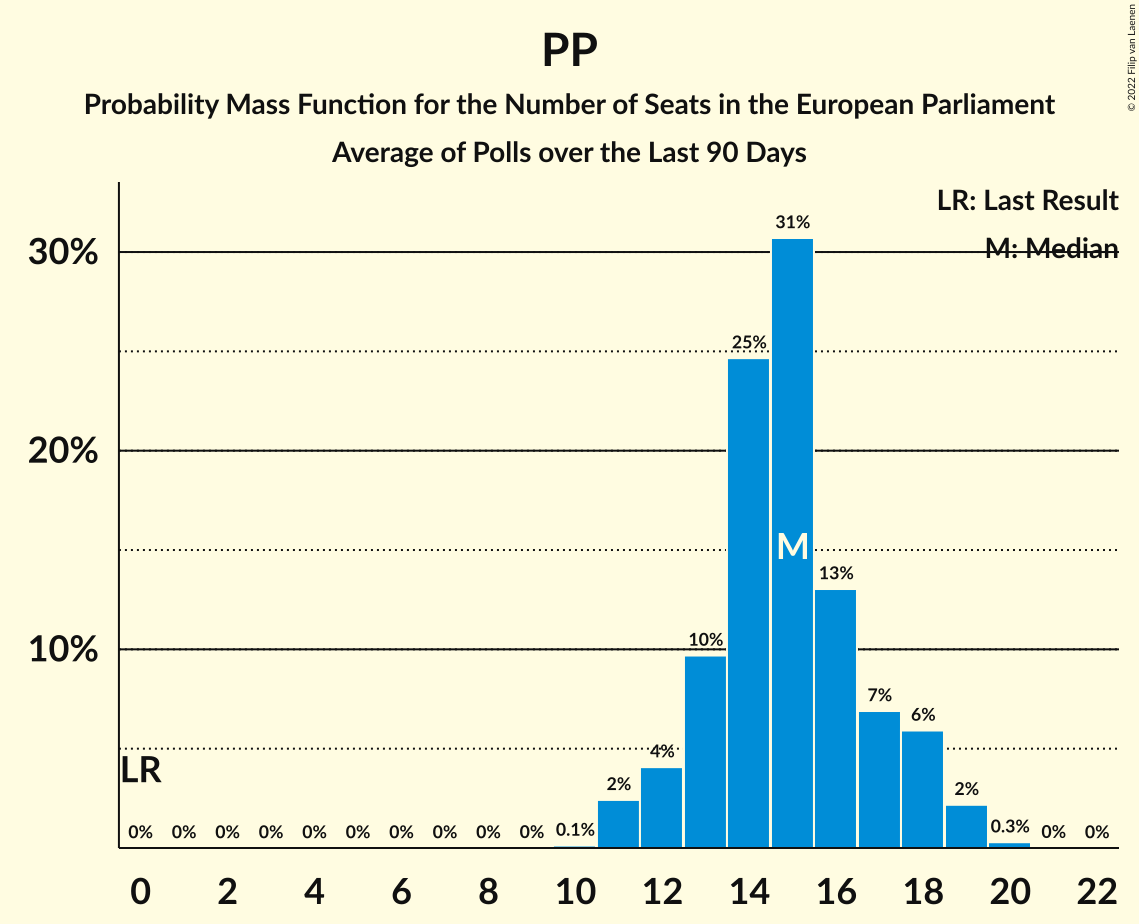 PP
Probability Mass Function for the Number of Seats in the European Parliament
Average of Polls over the Last 90 Days
© 2022 Filip van Laenen
LR: Last Result
M: Median
30%
20%
10%
31%
25%
M
13%
10%
7%
6%
4%
LR
2%
2%
0% 0% 0% 0% 0% 0% 0% 0% 0% 0% 0.1% 0.3% 0% 0%
0 2 4 6 8 10 12 14 16 18 20 22